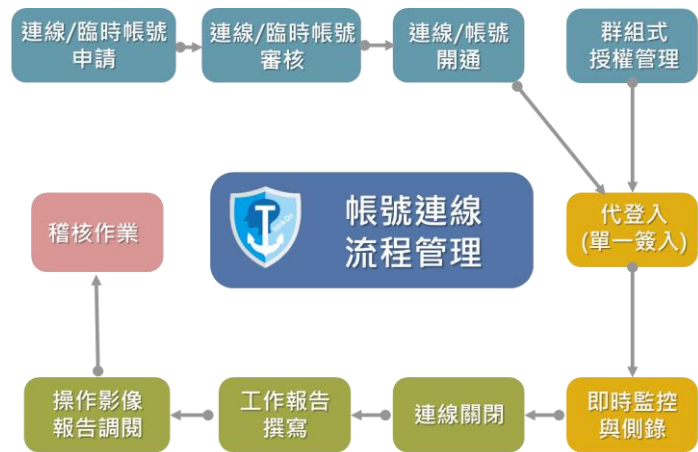 連線/臨時帳號
申請
連線/臨時帳號
審核
連線/帳號
開通
群組式
授權管理
稽核作業
帳號連線
流程管理
代登入
(單一簽入)
操作影像
報告調閱
工作報告
撰寫
連線關閉
即時監控
與側錄